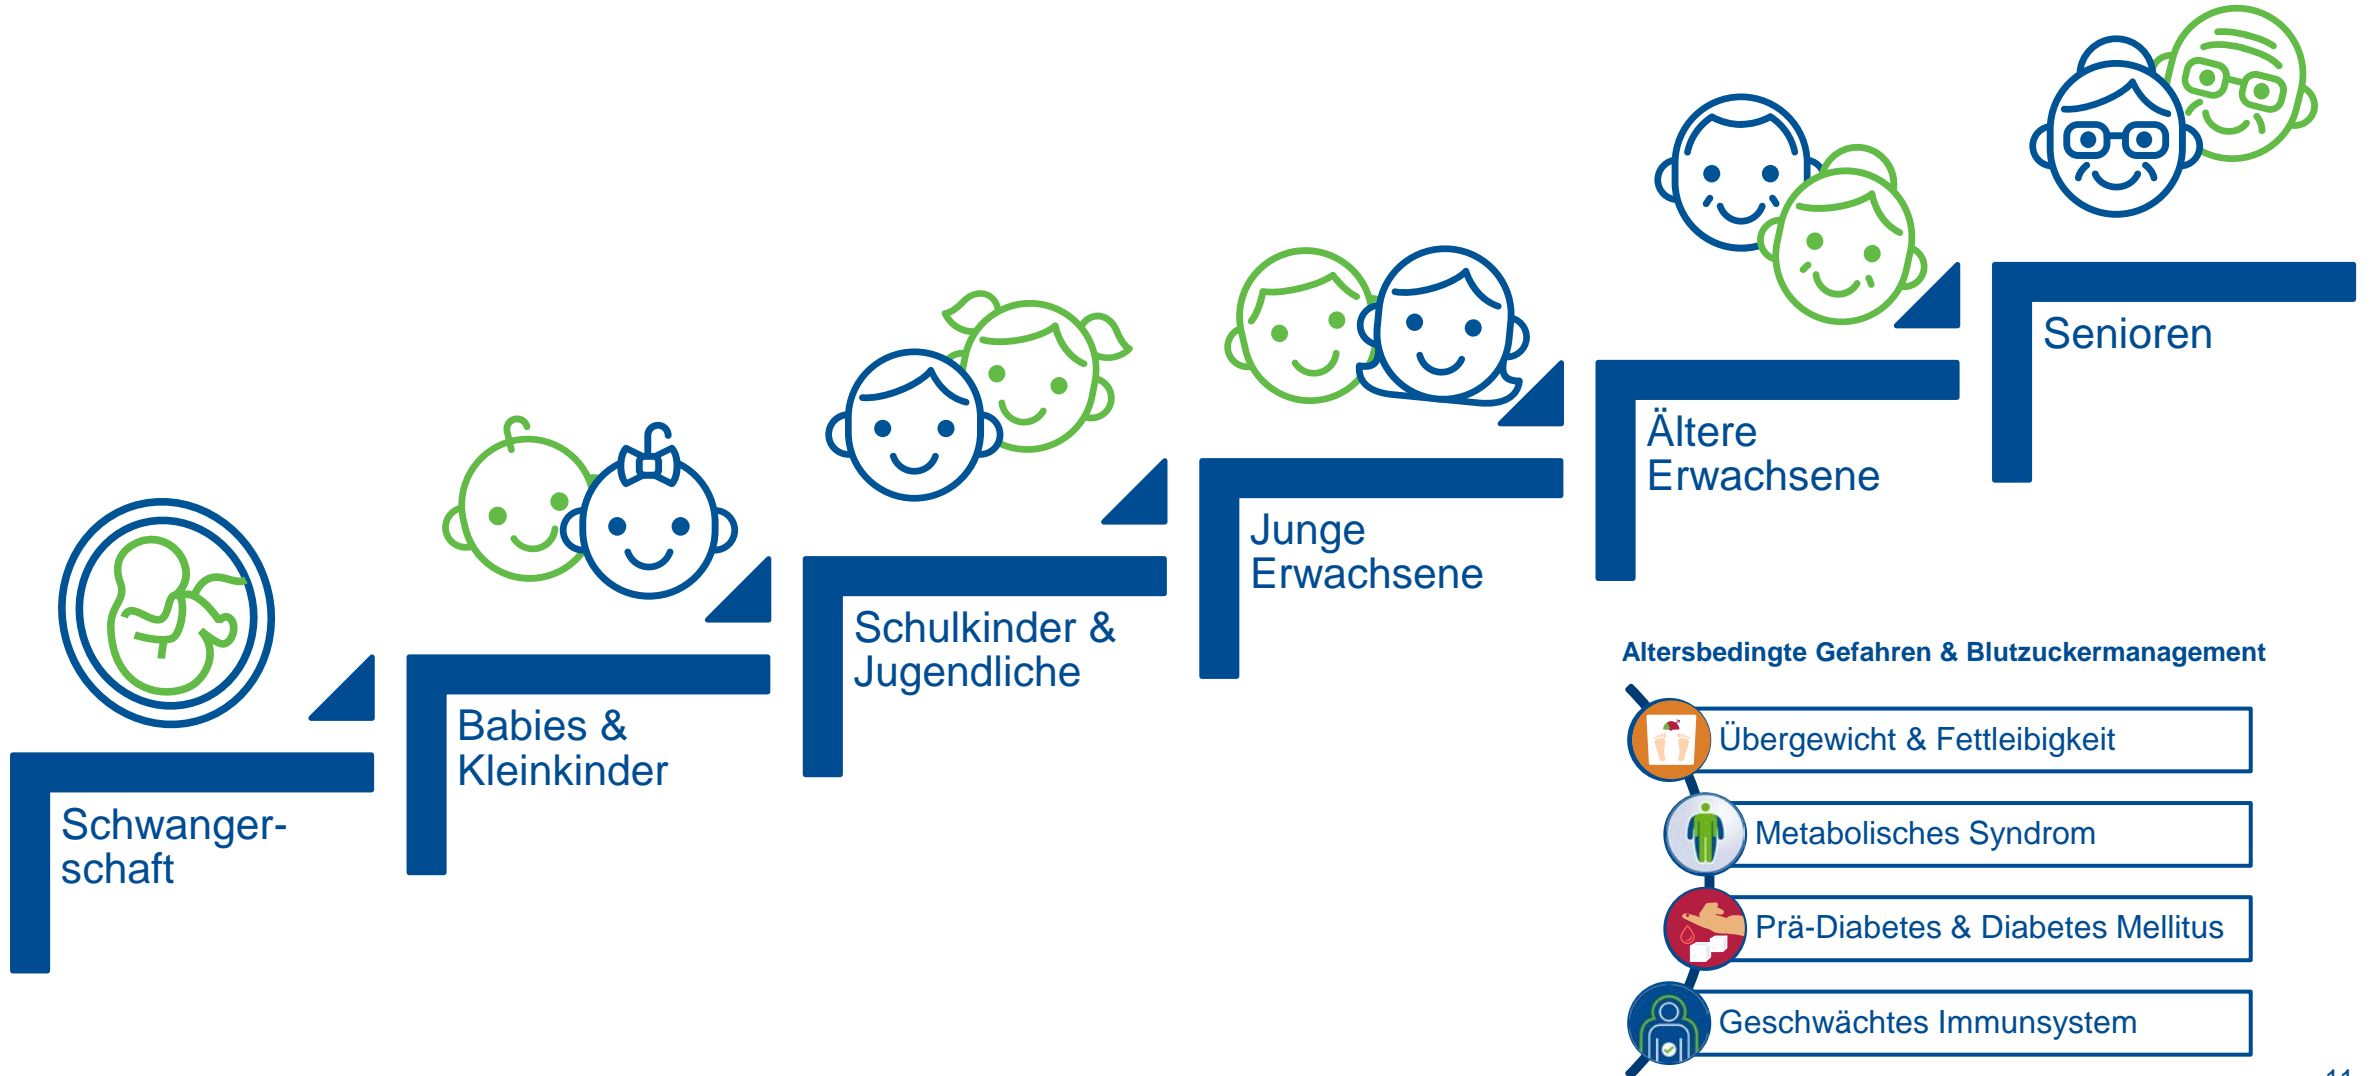 Schwanger-
schaft
Babies &
Kleinkinder
Schulkinder &
Jugendliche
Junge
Erwachsene
Ältere
Erwachsene
Senioren
Altersbedingte Gefahren & Blutzuckermanagement
Übergewicht & Fettleibigkeit
Metabolisches Syndrom
Prä-Diabetes & Diabetes Mellitus
Geschwächtes Immunsystem